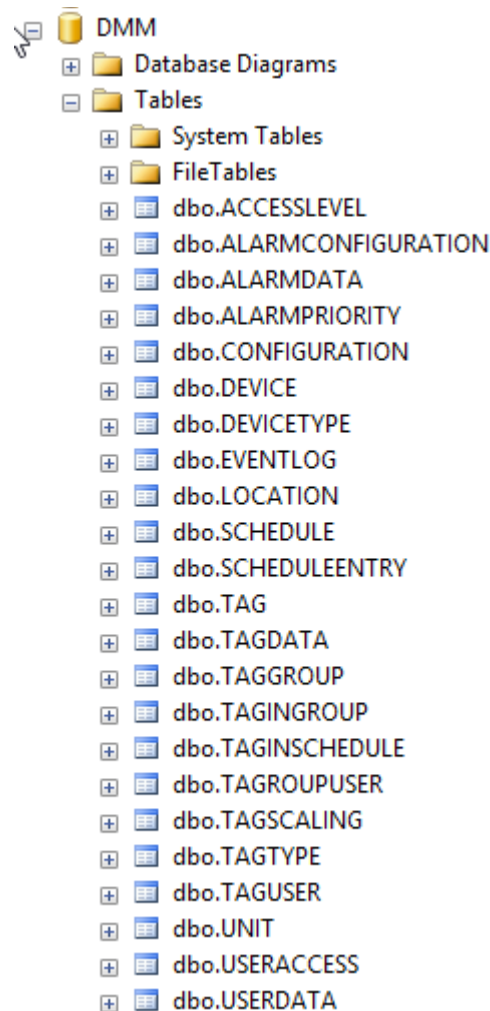 DMM
Database Diagrams
Tables
System Tables
FileTables
dbo.ACCESSLEVEL
dbo.ALARMCONFIGURATION
dbo.ALARMDATA
dbo.ALARMPRIORITY
dbo.CONFIGURATION
dbo.DEVICE
dbo.DEVICETYPE
dbo.EVENTLOG
dbo.LOCATION
dbo.SCHEDULE
dbo.SCHEDULEENTRY
dbo.TAG
dbo.TAGDATA
dbo.TAGGROUP
dbo.TAGINGROUP
dbo.TAGINSCHEDULE
dbo.TAGROUPUSER
dbo.TAGSCALING
dbo.TAGTYPE
dbo.TAGUSER
dbo.UNIT
dbo.USERACCESS
dbo.USERDATA